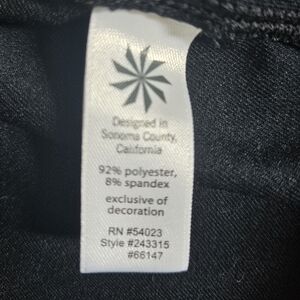 Designed in
Sonoma County,
California
92% polyester,
8% spandex
exclusive of
decoration
RN #54023
Style #243315
#66147